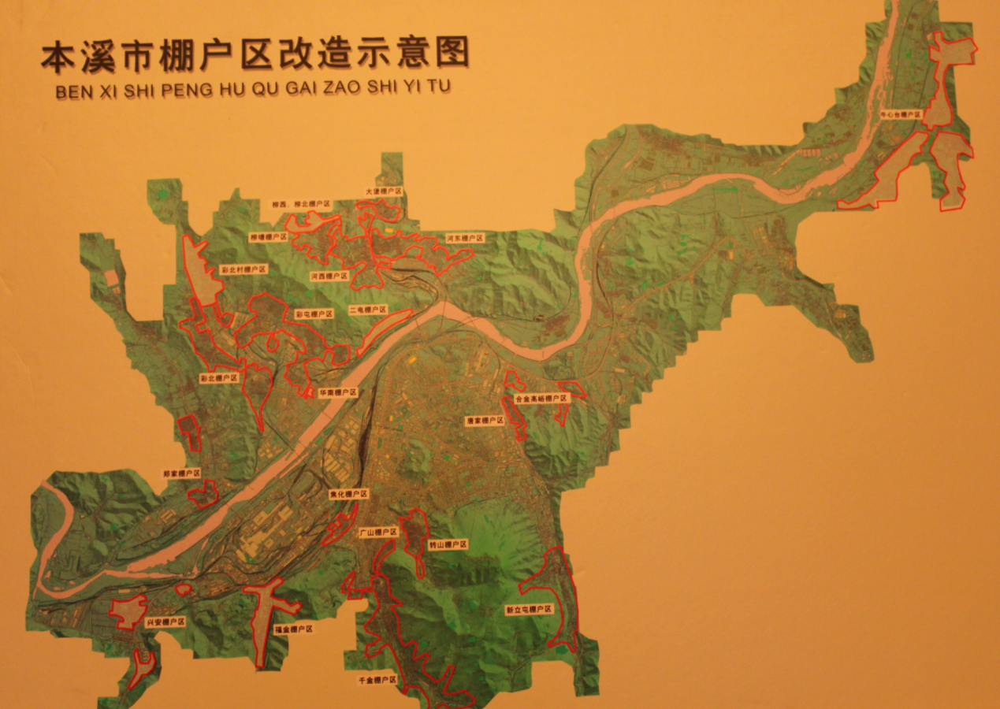 本溪市棚户区改造示意图
BEN XI SHI PENG HU QU GAI ZAO SHI YI TU
牛心台棚户区
大堡棚户区
柳西、柳北棚户区
柳塘棚户区
河东棚户区
彩北村棚户区
河西棚户区
彩屯棚户区
二电棚户区
彩北棚户区
华南棚户区
合金高峪棚户区
唐家棚户区
郑家棚户区
焦化棚户区
广山棚户区
转山棚户区
新立屯棚户区
兴安棚户区
福金棚户区
千金棚户区